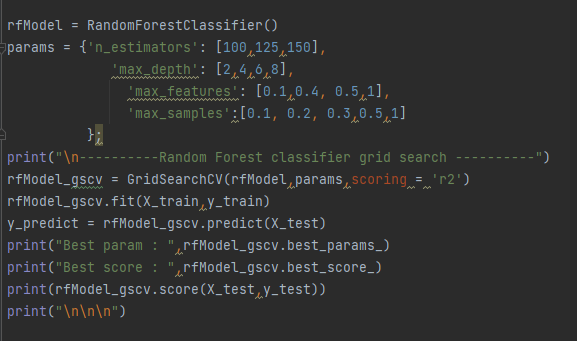 rfModel = RandomForestClassifier()
params = {'n_estimators': [100,125,150],
'max_depth': [2,4,6,8],
'max_features': [0.1,0.4, 0.5,1],
'max_samples':[0.1, 0.2, 0.3,0.5,1]
};
print("\n----------Random Forest classifier grid search ----------")
rfModel_gscv = GridSearchCV(rfModel,params,scoring = 'r2')
rfModel_gscv.fit(X_train,y_train)
y_predict = rfModel_gscv.predict(X_test)
print("Best param : ",rfModel_gscv.best_params_)
print("Best score : ",rfModel_gscv.best_score_)
print(rfModel_gscv.score(X_test,y_test))
print("\n\n\n")